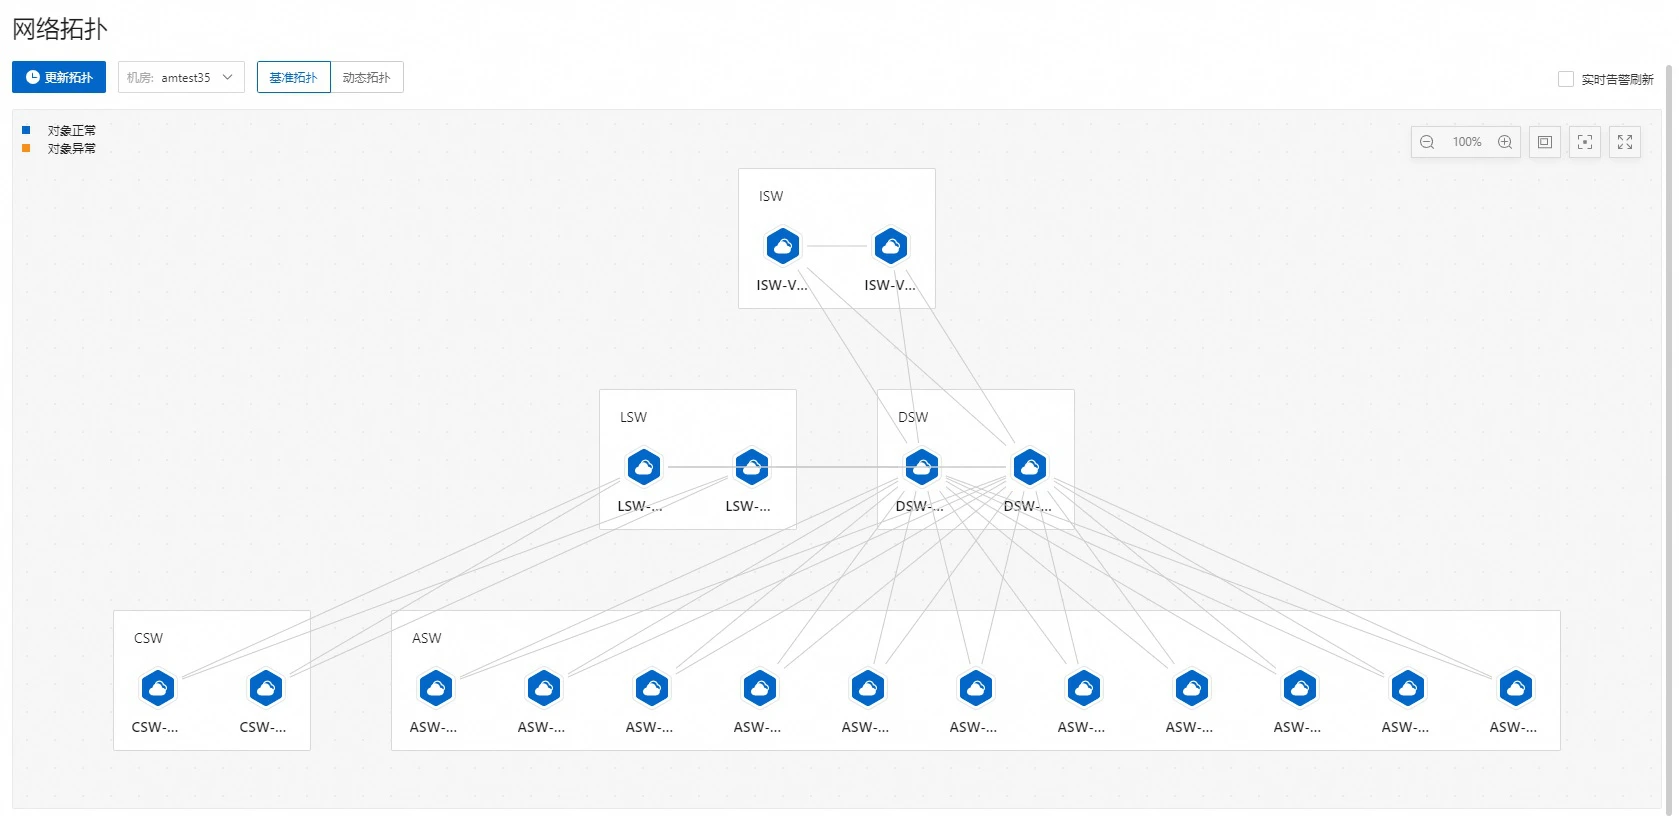 网络拓扑
更新拓扑 机房: amtest35 基准拓扑 动态拓扑 实时告警刷新
对象正常
对象异常
100%
ISW
ISW-V... ISW-V...
LSW DSW
LSW-... LSW-... DSW-... DSW-...
CSW ASW
CSW-... CSW-... ASW-... ASW-... ASW-... ASW-... ASW-... ASW-... ASW-... ASW-... ASW-... ASW-... ASW-...